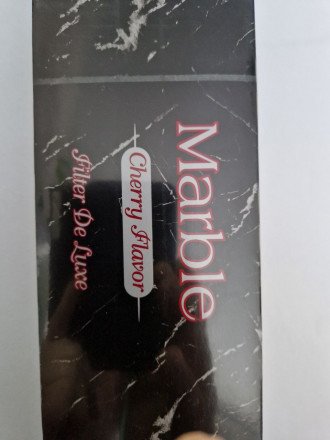 Marble
Cherry Flavor
Filter De Luxe